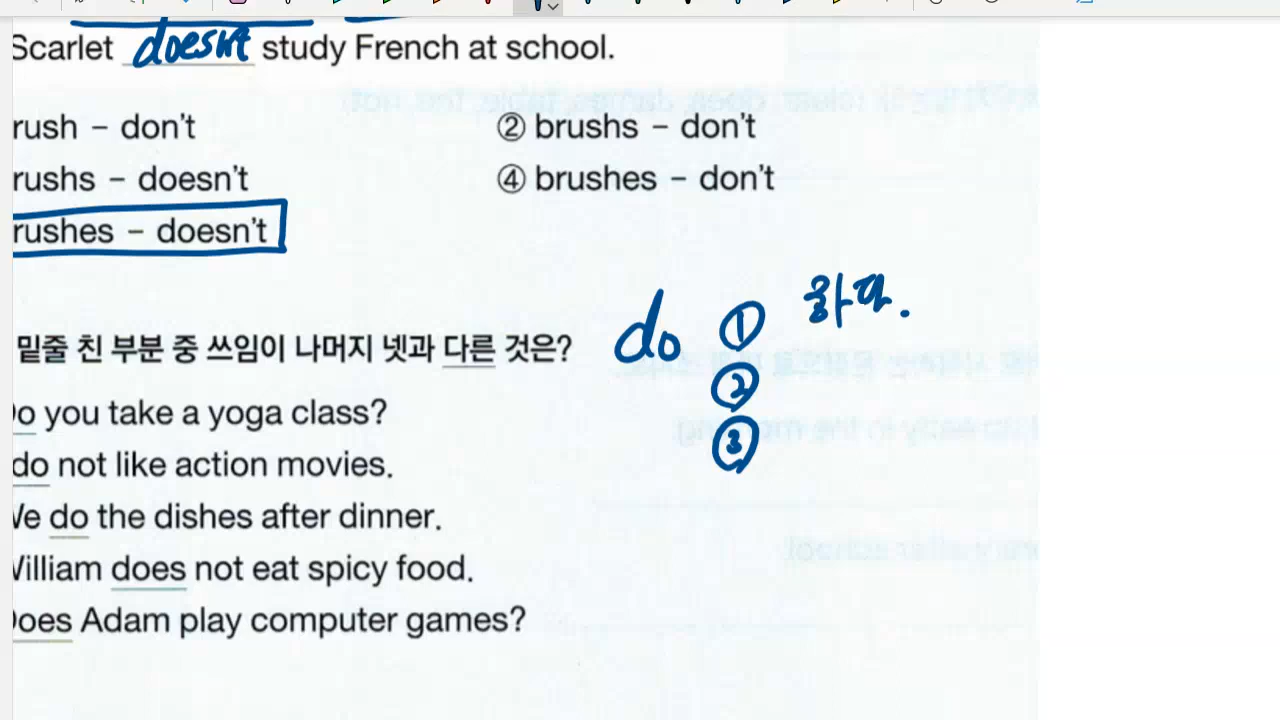 Scarlet doesn't study French at school.
rush – don't ② brushs – don't
rushs – doesn't ④ brushes – don't
rushes – doesn't
do ① 하다.
밑줄 친 부분 중 쓰임이 나머지 넷과 다른 것은?
②
o you take a yoga class?
③
do not like action movies.
We do the dishes after dinner.
William does not eat spicy food.
Does Adam play computer games?